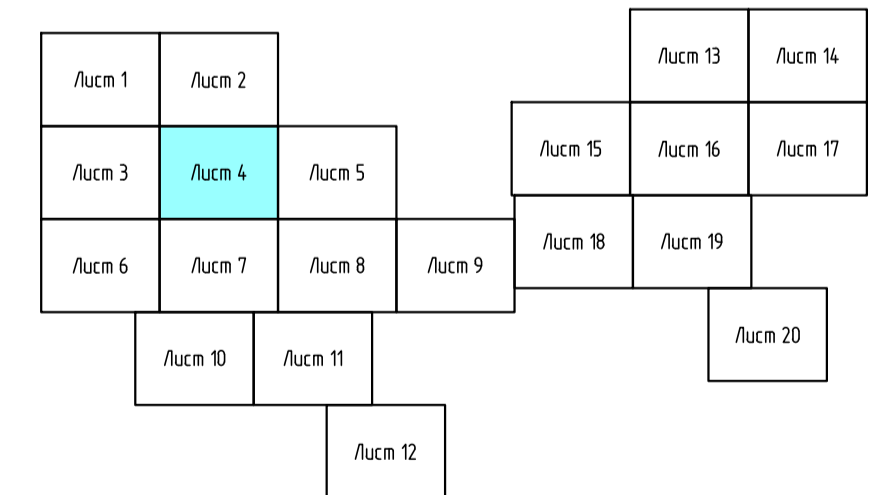 Лист 1
Лист 2
Лист 3
Лист 4
Лист 5
Лист 6
Лист 7
Лист 8
Лист 9
Лист 10
Лист 11
Лист 12
Лист 13
Лист 14
Лист 15
Лист 16
Лист 17
Лист 18
Лист 19
Лист 20